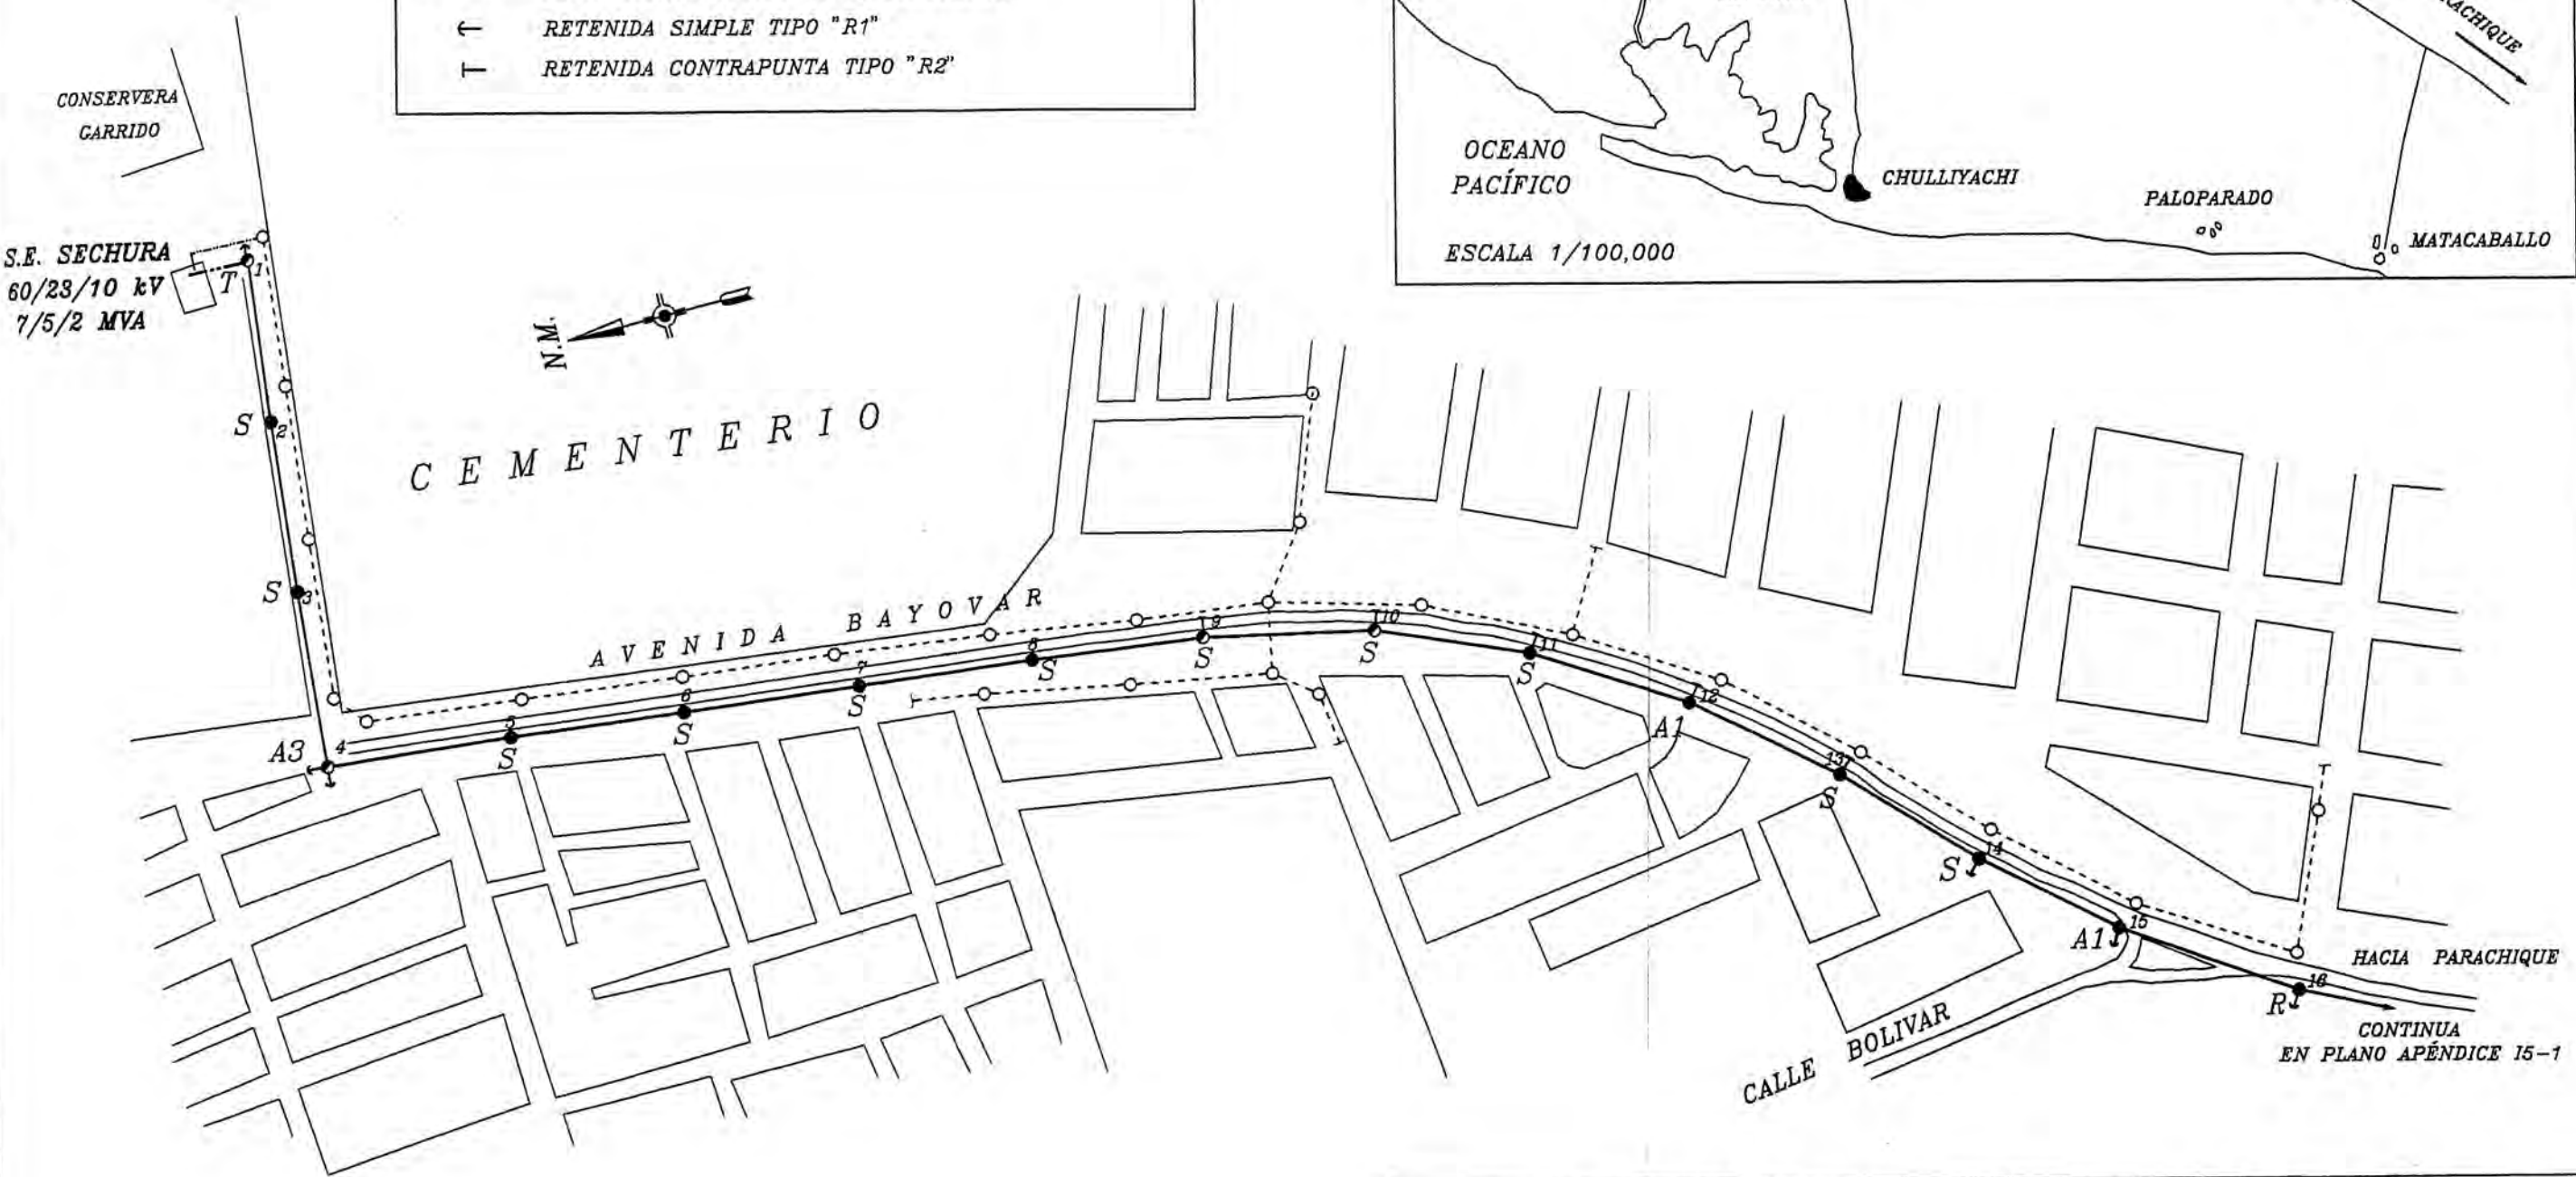 ← RETENIDA SIMPLE TIPO "R1"
⊢ RETENIDA CONTRAPUNTA TIPO "R2"
OCEANO
PACÍFICO
CHULLIYACHI
PALOPARADO
MATACABALLO
ESCALA 1/100,000
CONSERVERA
GARRIDO
S.E. SECHURA
60/23/10 kV
7/5/2 MVA
T
1
N.M.
CEMENTERIO
S 2
S 3
AVENIDA BAYOVAR
A3 4
5
S
6
S
7
S
8
S
9
S
10
S
11
S
12
A1
13
S
14
S
15
A1
16
R
HACIA PARACHIQUE
CONTINUA
EN PLANO APÉNDICE I5-1
CALLE BOLIVAR